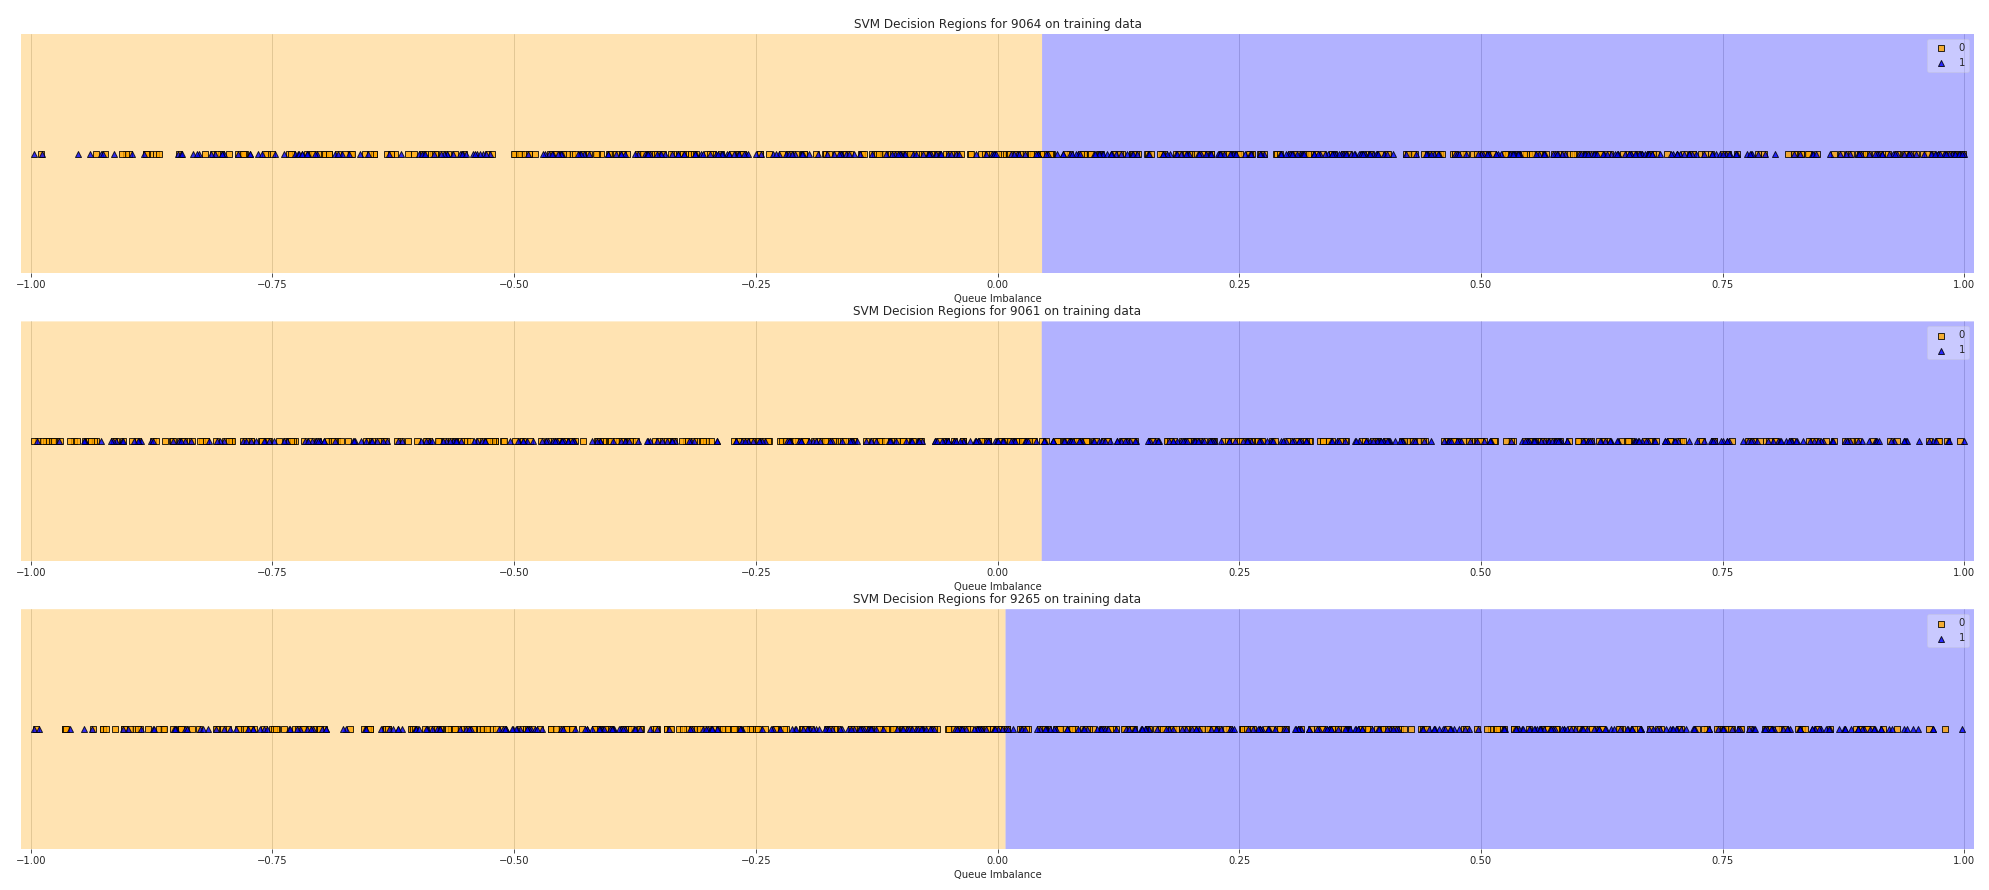 SVM Decision Regions for 9064 on training data
0
1
−1.00 −0.75 −0.50 −0.25 0.00 0.25 0.50 0.75 1.00
Queue Imbalance
SVM Decision Regions for 9061 on training data
0
1
−1.00 −0.75 −0.50 −0.25 0.00 0.25 0.50 0.75 1.00
Queue Imbalance
SVM Decision Regions for 9265 on training data
0
1
−1.00 −0.75 −0.50 −0.25 0.00 0.25 0.50 0.75 1.00
Queue Imbalance